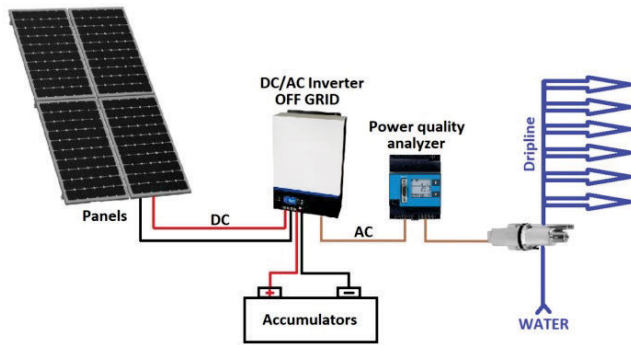 DC/AC Inverter
OFF GRID
Power quality
analyzer
Dripline
Panels
DC
AC
+
-
Accumulators
WATER